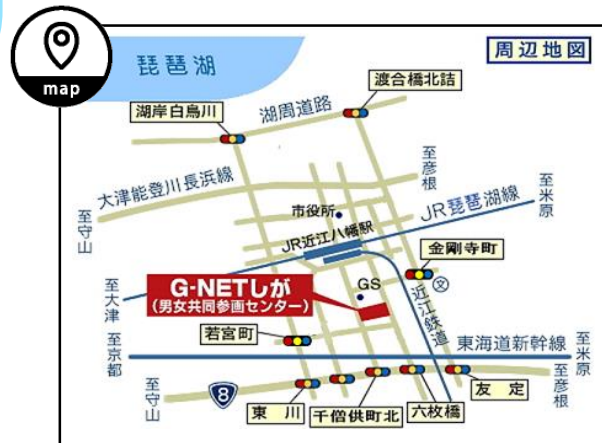 map
琵琶湖
周辺地図
渡合橋北詰
湖岸白鳥川
湖周道路
大津能登川長浜線
至守山
至彦根
市役所
JR琵琶湖線
至米原
JR近江八幡駅
金剛寺町
G-NETしが
(男女共同参画センター)
GS
文
近江鉄道
至大津
若宮町
至京都
東海道新幹線
至米原
至守山
8
東川
千僧供町北
六枚橋
友定
至彦根